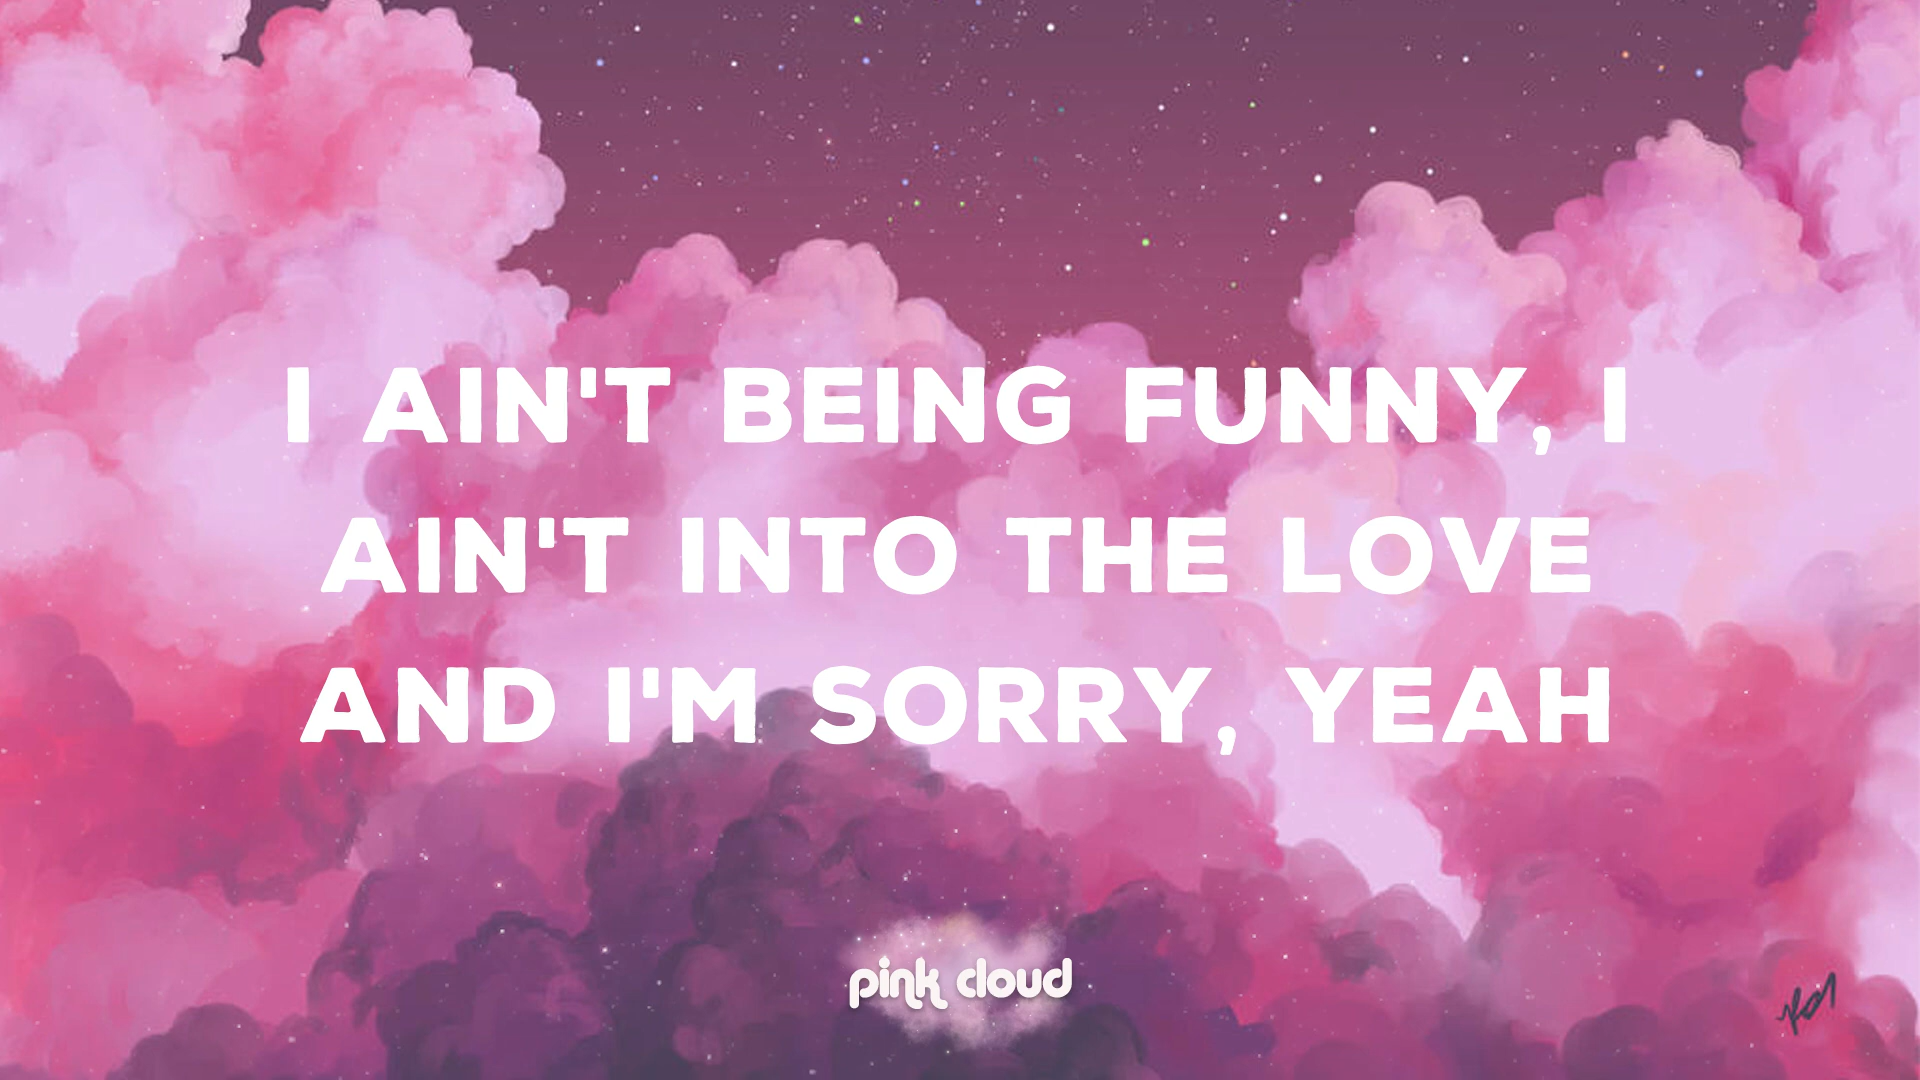 I AIN'T BEING FUNNY, I
AIN'T INTO THE LOVE
AND I'M SORRY, YEAH
pink cloud